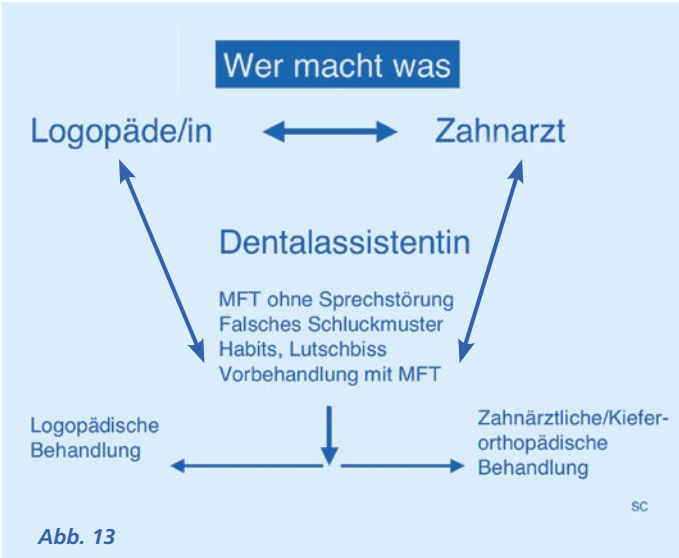 Wer macht was
Logopäde/in
Zahnarzt
Dentalassistentin
MFT ohne Sprechstörung
Falsches Schluckmuster
Habits, Lutschbiss
Vorbehandlung mit MFT
Logopädische
Behandlung
Zahnärztliche/Kiefer-
orthopädische
Behandlung
SC
Abb. 13